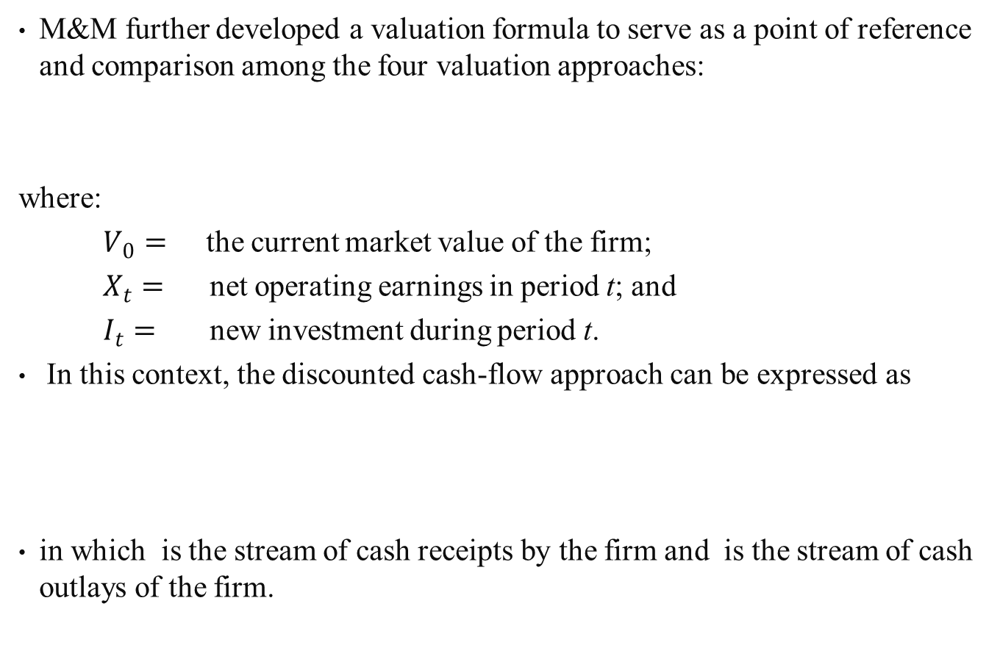 • M&M further developed a valuation formula to serve as a point of reference
and comparison among the four valuation approaches:
where:
V₀ = the current market value of the firm;
Xₜ = net operating earnings in period t; and
Iₜ = new investment during period t.
• In this context, the discounted cash-flow approach can be expressed as
• in which is the stream of cash receipts by the firm and is the stream of cash
outlays of the firm.